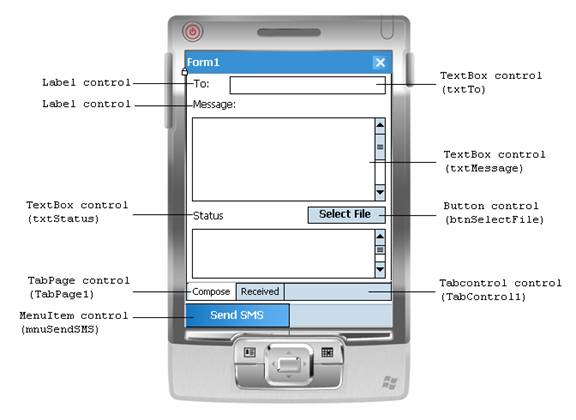 Form1
Label control
To:
TextBox control
(txtTo)
Label control
Message:
TextBox control
(txtMessage)
TextBox control
(txtStatus)
Status
Select File
Button control
(btnSelectFile)
TabPage control
(TabPage1)
Compose
Received
Tabcontrol control
(TabControl1)
MenuItem control
(mnuSendSMS)
Send SMS